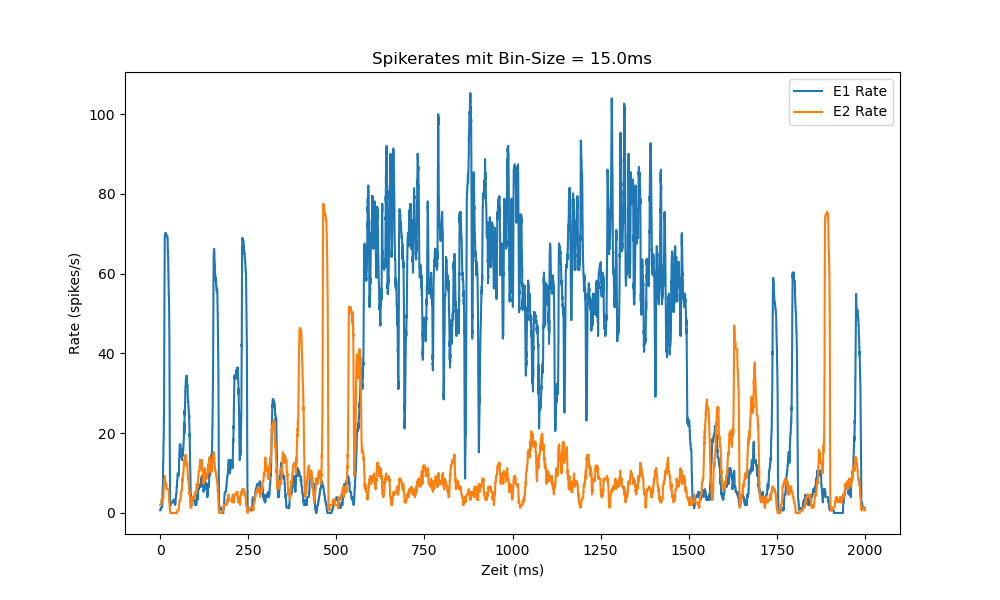 Spikerates mit Bin-Size = 15.0ms
E1 Rate
E2 Rate
Rate (spikes/s)
100
80
60
40
20
0
0 250 500 750 1000 1250 1500 1750 2000
Zeit (ms)